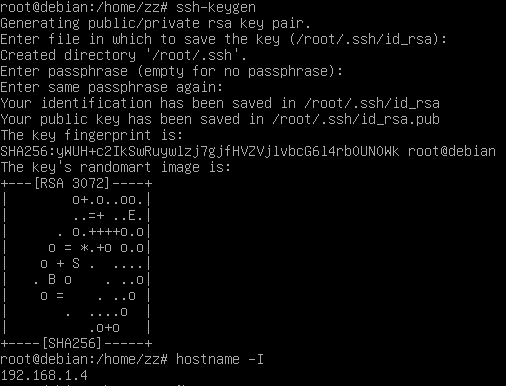 root@debian:/home/zz# ssh-keygen
Generating public/private rsa key pair.
Enter file in which to save the key (/root/.ssh/id_rsa):
Created directory '/root/.ssh'.
Enter passphrase (empty for no passphrase):
Enter same passphrase again:
Your identification has been saved in /root/.ssh/id_rsa
Your public key has been saved in /root/.ssh/id_rsa.pub
The key fingerprint is:
SHA256:yWUH+c2IkSwRuyw1zj7gjfHVZVjlvbcG6l4rbOUNOWk root@debian
The key's randomart image is:
+---[RSA 3072]----+
|        o+.o..oo.|
|        ..=+ ..E.|
|      . o.++++o.o|
|     o = *.+o o.o|
|    o + S .  ....|
|   . B o    . ..o|
|    o =    . ..o |
|       .  ....o  |
|          .o+o   |
+----[SHA256]-----+
root@debian:/home/zz# hostname -I
192.168.1.4